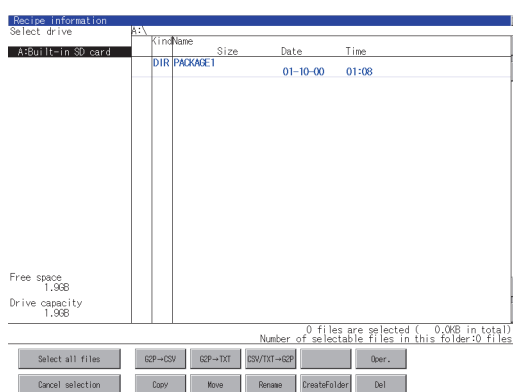 Recipe information
Select drive
A:\
Kind Name
Size Date Time
A:Built-in SD card
DIR PACKAGE1
01-10-00 01:08
Free space
1.9GB
Drive capacity
1.9GB
0 files are selected ( 0.0KB in total)
Number of selectable files in this folder:0 files
Select all files G2P→CSV G2P→TXT CSV/TXT→G2P Oper.
Cancel selection Copy Move Rename CreateFolder Del